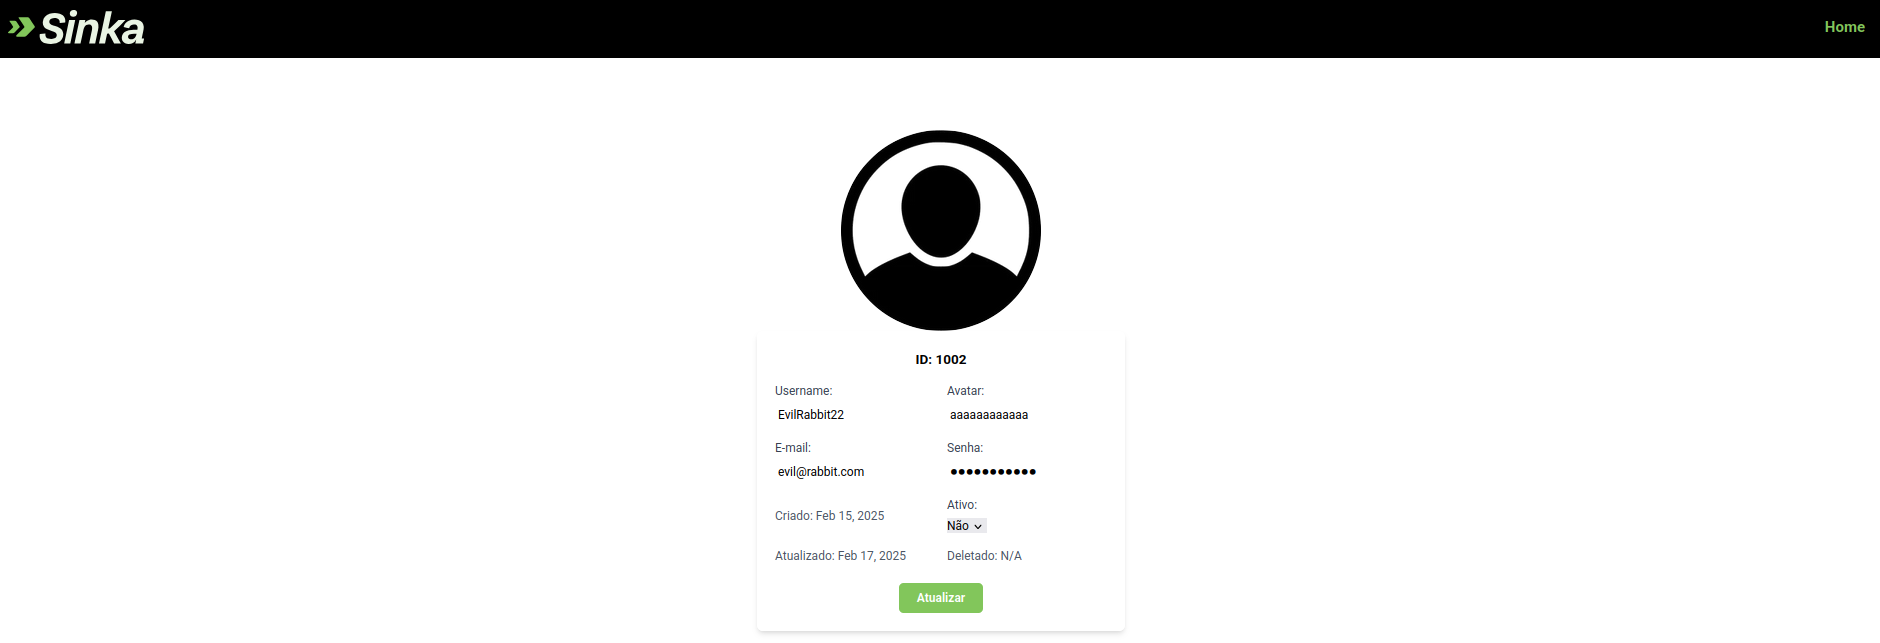 Sinka
Home
ID: 1002
Username:
Avatar:
EvilRabbit22
aaaaaaaaaaaa
E-mail:
Senha:
evil@rabbit.com
●●●●●●●●●●●
Criado: Feb 15, 2025
Ativo:
Não
Atualizado: Feb 17, 2025
Deletado: N/A
Atualizar